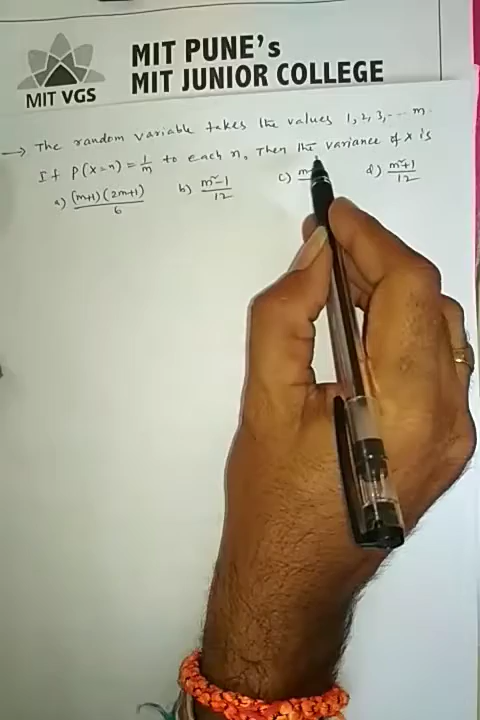 MIT VGS
MIT PUNE's
MIT JUNIOR COLLEGE
→ The random variable takes the values 1, 2, 3, .... m.
If P(x=n) = 1/m to each n, Then the variance of x is
a) (m+1)(2m+1)/6 b) m²-1/12 c) m d) m²+1/12